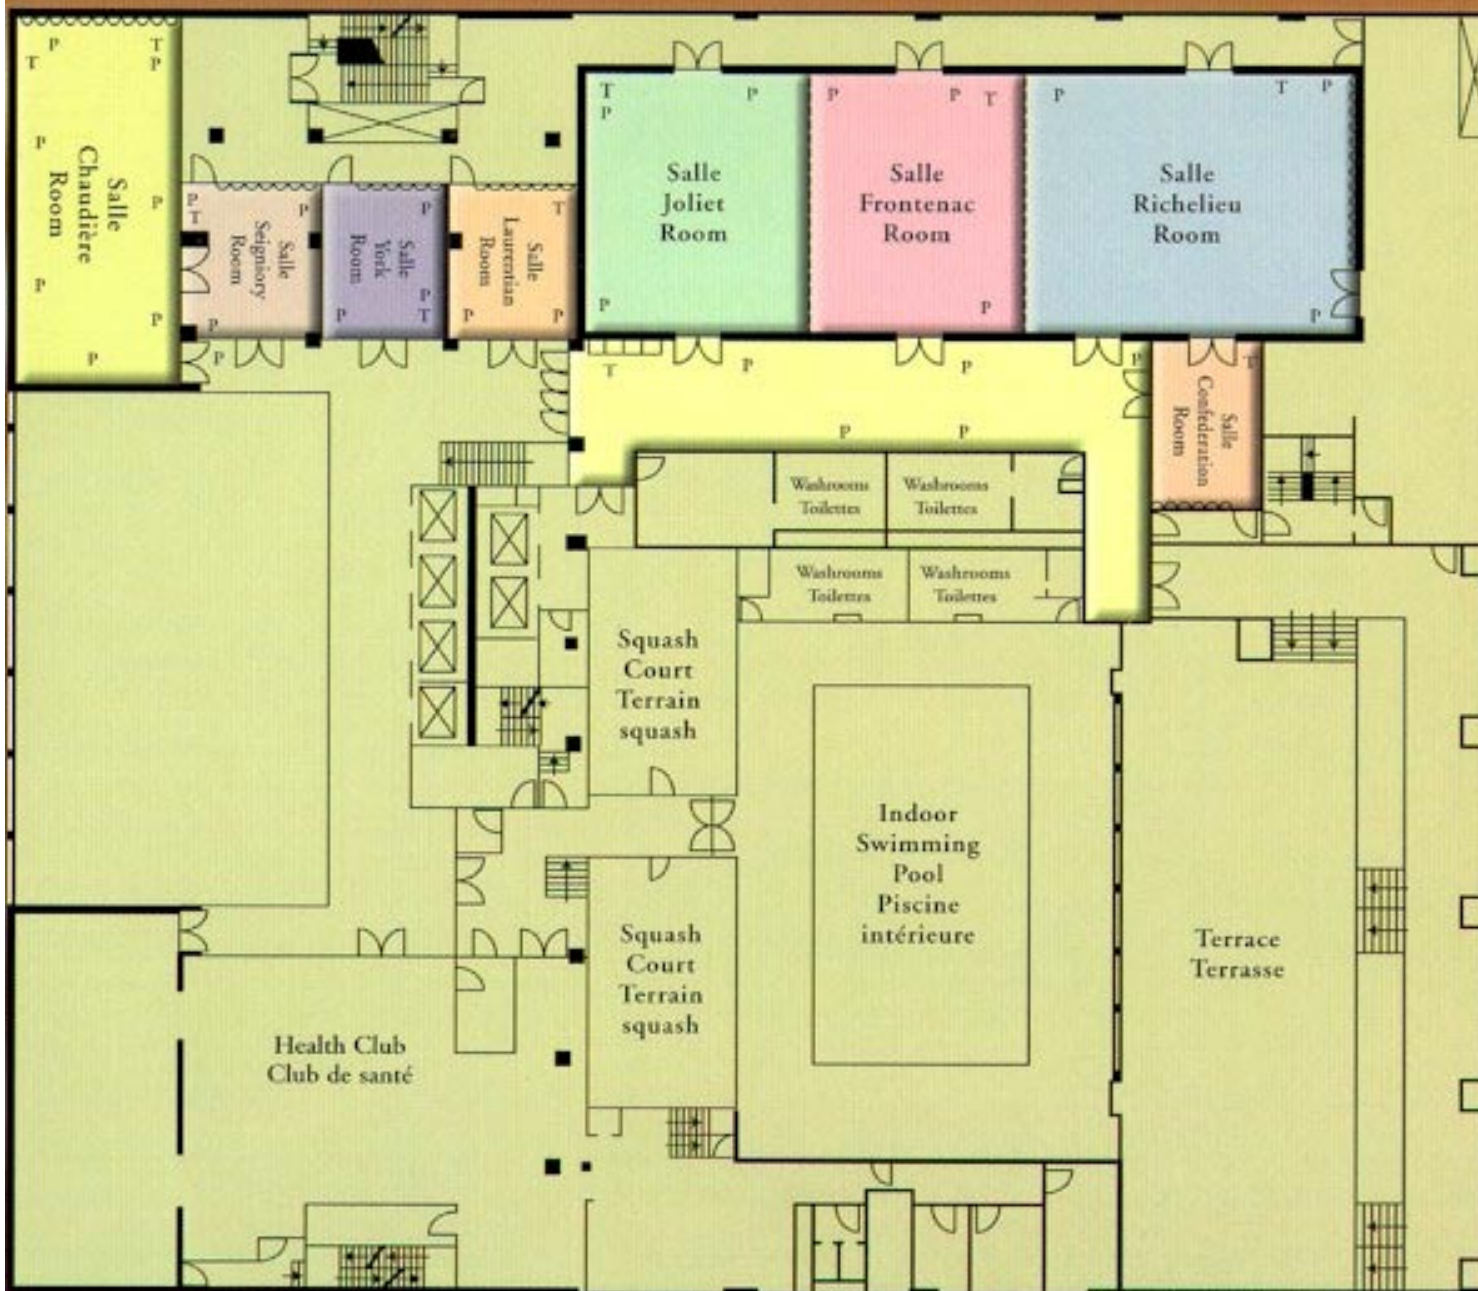 P
T
T
P
P
P
P
P
P
Salle
Chaudière
Room
P
T
P
P
P
Salle
Seigniory
Room
P
P
P
T
Salle
York
Room
T
P
P
Salle
Laurentian
Room
T
P
P
P
Salle
Joliet
Room
P
P
T
P
Salle
Frontenac
Room
P
T
P
P
Salle
Richelieu
Room
T
P
P
P
P
P
T
Salle
Confederation
Room
Washrooms
Toilettes
Washrooms
Toilettes
Washrooms
Toilettes
Washrooms
Toilettes
Squash
Court
Terrain
squash
Indoor
Swimming
Pool
Piscine
intérieure
Squash
Court
Terrain
squash
Terrace
Terrasse
Health Club
Club de santé